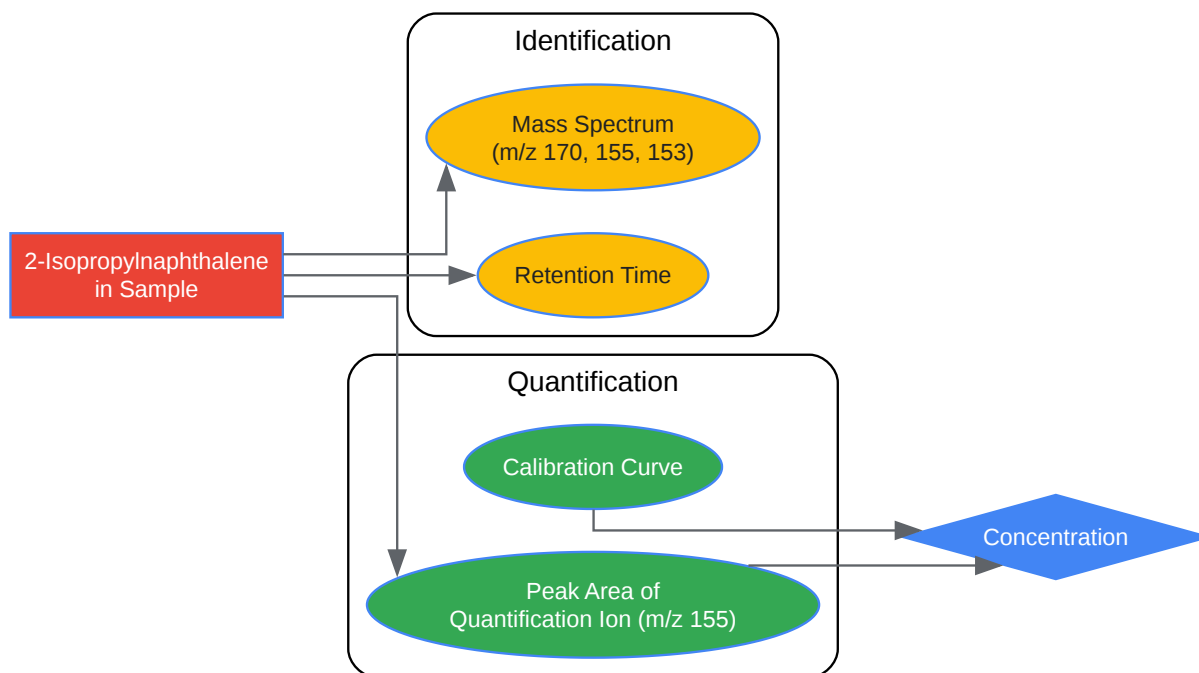 Identification
Mass Spectrum
(m/z 170, 155, 153)
2-Isopropylnaphthalene
in Sample
Retention Time
Quantification
Calibration Curve
Concentration
Peak Area of
Quantification Ion (m/z 155)